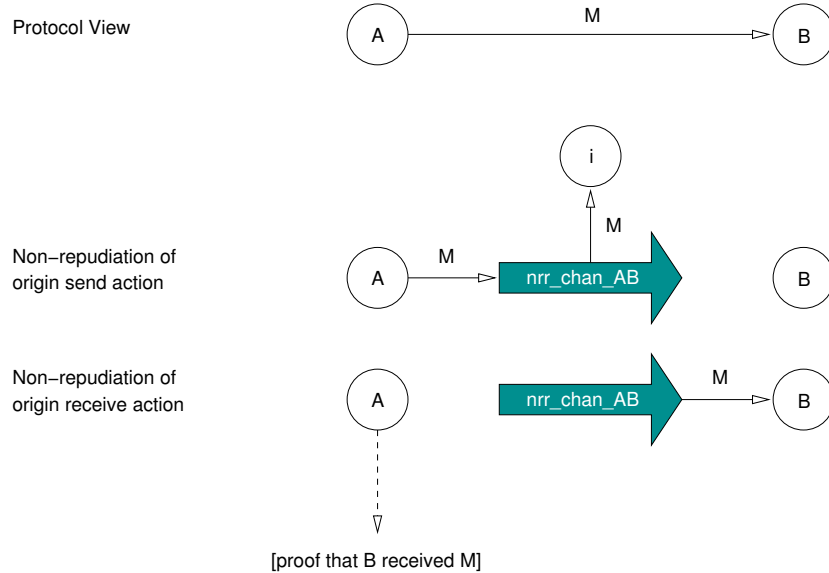 Protocol View
A
M
B
i
M
Non−repudiation of
origin send action
A
M
nrr_chan_AB
B
Non−repudiation of
origin receive action
A
nrr_chan_AB
M
B
[proof that B received M]